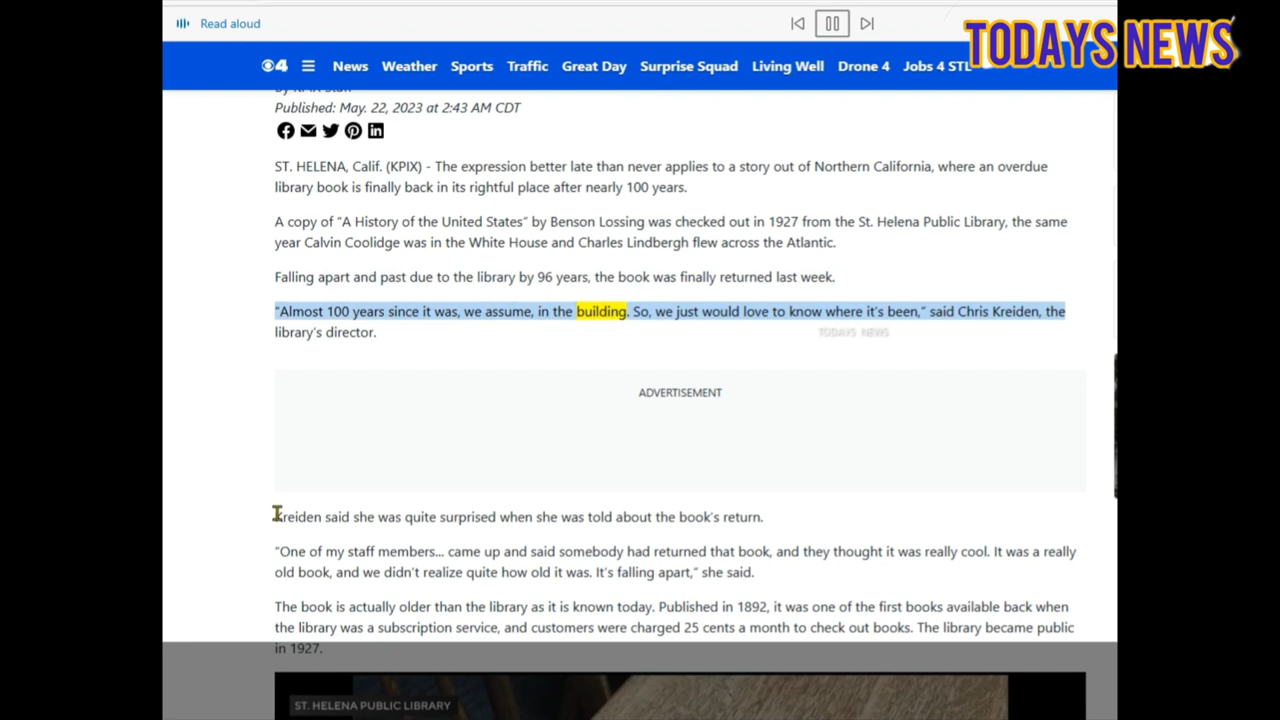 Read aloud
TODAYS NEWS
4 News Weather Sports Traffic Great Day Surprise Squad Living Well Drone 4 Jobs 4 STL
Published: May. 22, 2023 at 2:43 AM CDT
ST. HELENA, Calif. (KPIX) - The expression better late than never applies to a story out of Northern California, where an overdue
library book is finally back in its rightful place after nearly 100 years.
A copy of “A History of the United States” by Benson Lossing was checked out in 1927 from the St. Helena Public Library, the same
year Calvin Coolidge was in the White House and Charles Lindbergh flew across the Atlantic.
Falling apart and past due to the library by 96 years, the book was finally returned last week.
“Almost 100 years since it was, we assume, in the building. So, we just would love to know where it’s been,” said Chris Kreiden, the
library’s director.
TODAYS NEWS
ADVERTISEMENT
Kreiden said she was quite surprised when she was told about the book’s return.
“One of my staff members... came up and said somebody had returned that book, and they thought it was really cool. It was a really
old book, and we didn’t realize quite how old it was. It’s falling apart,” she said.
The book is actually older than the library as it is known today. Published in 1892, it was one of the first books available back when
the library was a subscription service, and customers were charged 25 cents a month to check out books. The library became public
in 1927.
ST. HELENA PUBLIC LIBRARY